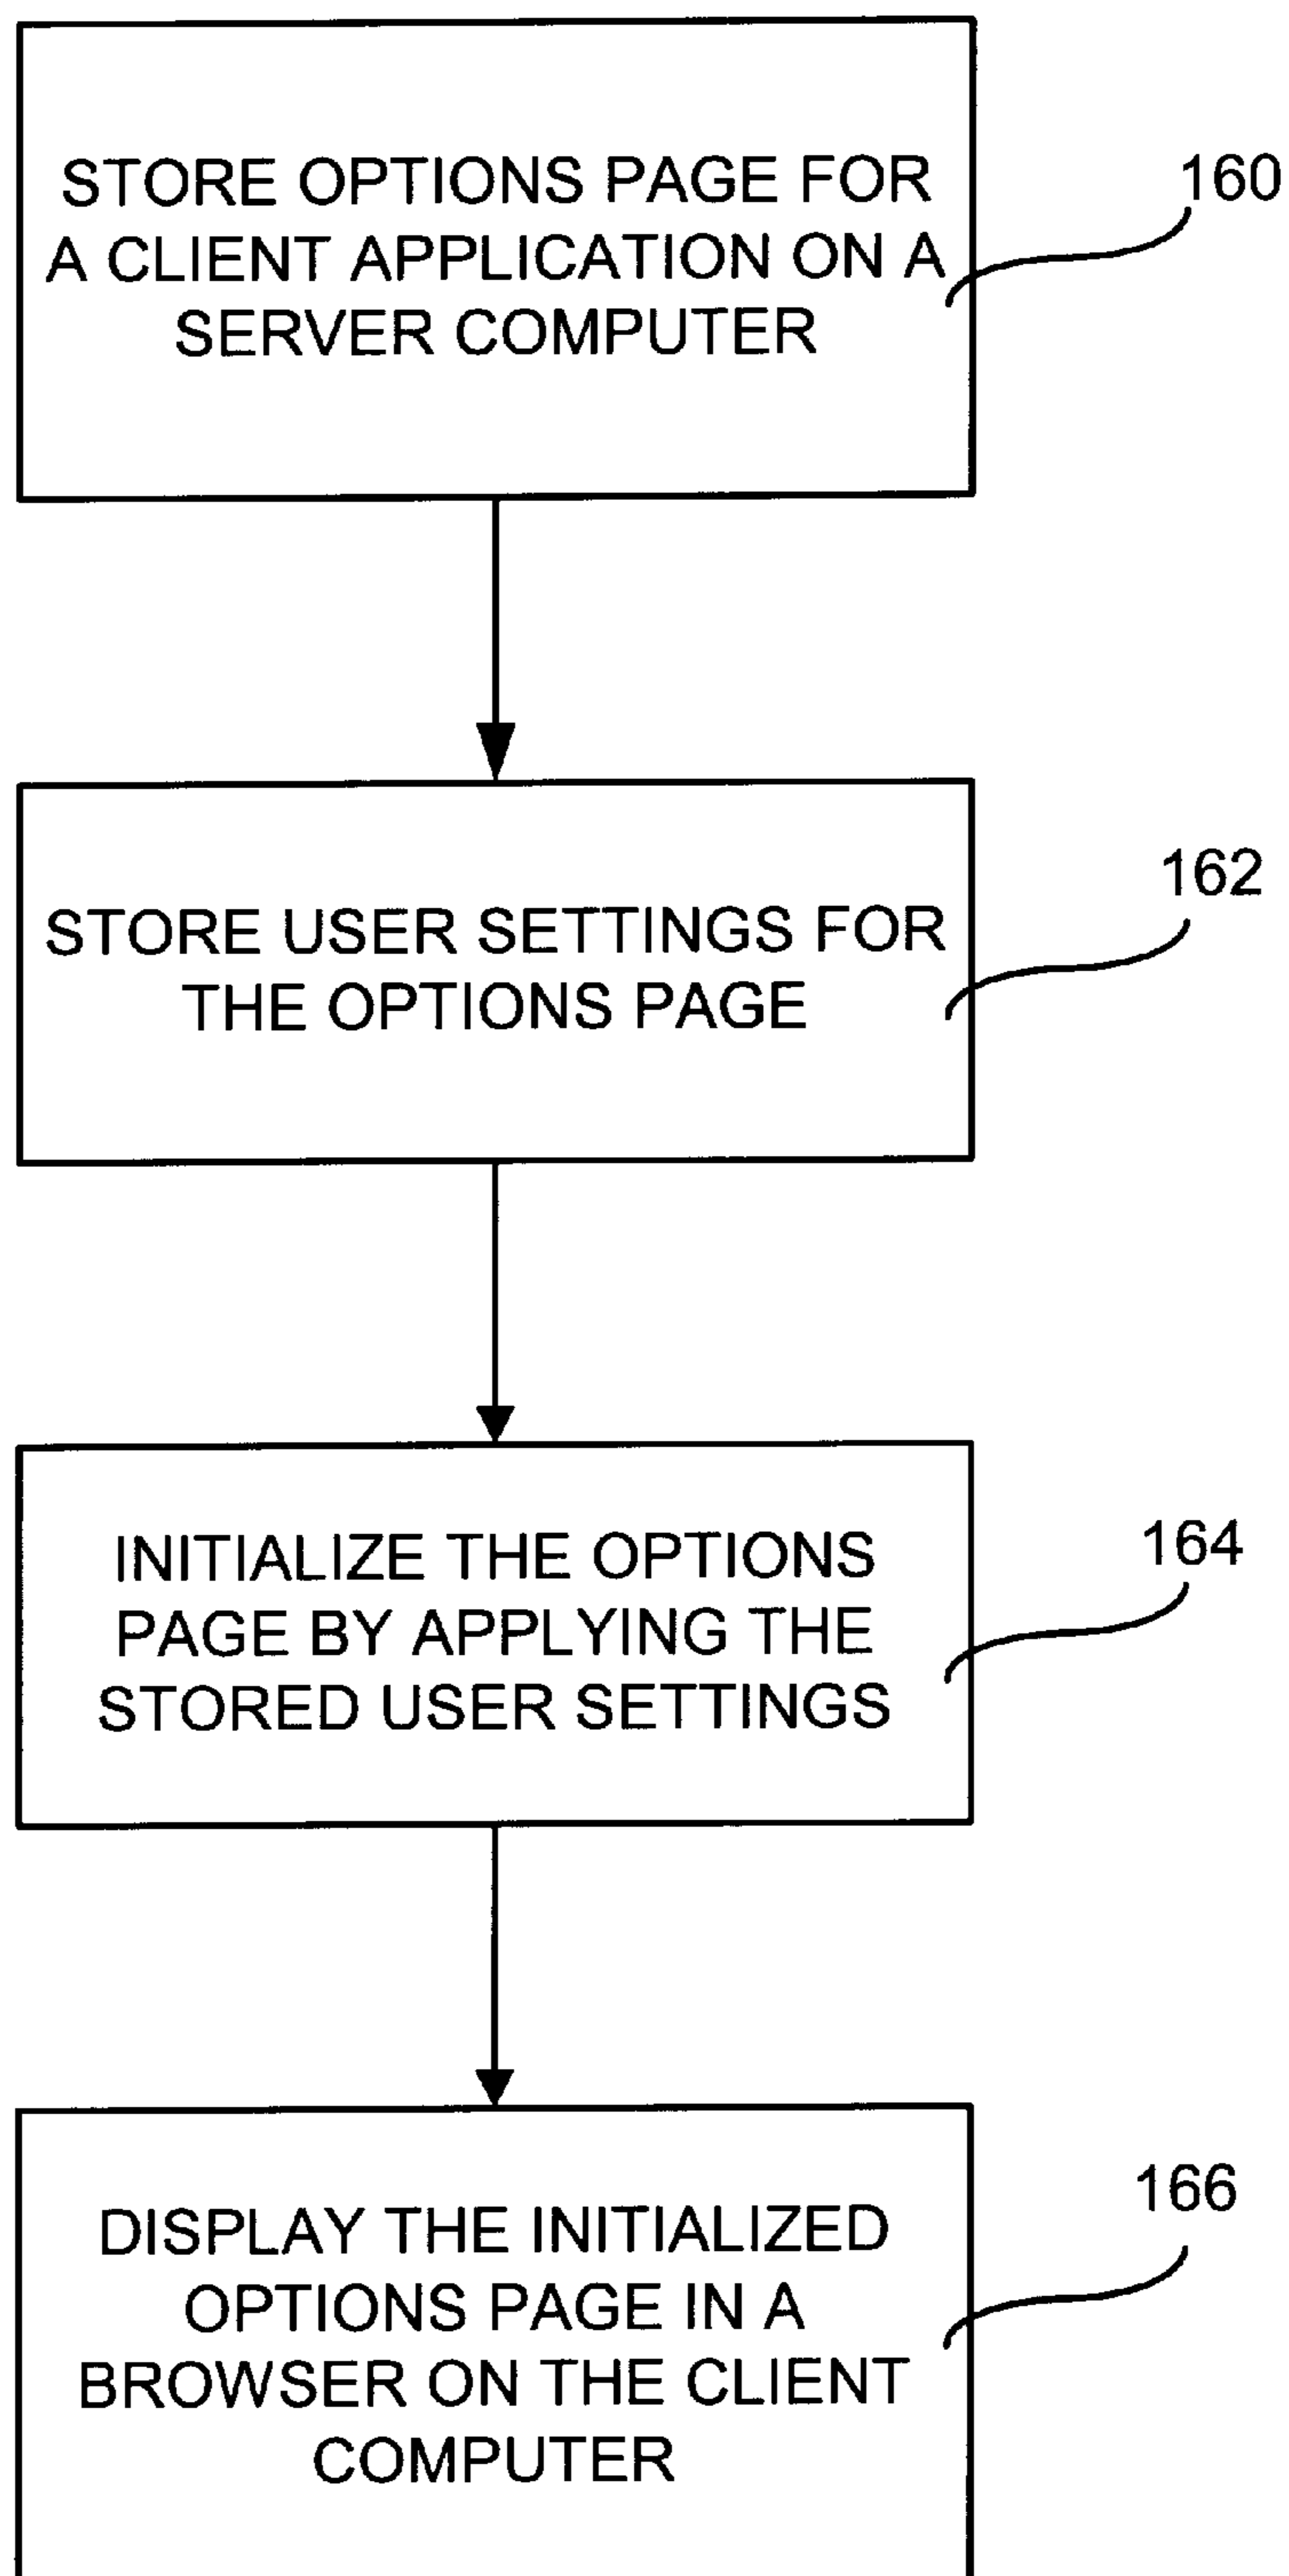 STORE OPTIONS PAGE FOR
A CLIENT APPLICATION ON A
SERVER COMPUTER
160
STORE USER SETTINGS FOR
THE OPTIONS PAGE
162
INITIALIZE THE OPTIONS
PAGE BY APPLYING THE
STORED USER SETTINGS
164
DISPLAY THE INITIALIZED
OPTIONS PAGE IN A
BROWSER ON THE CLIENT
COMPUTER
166